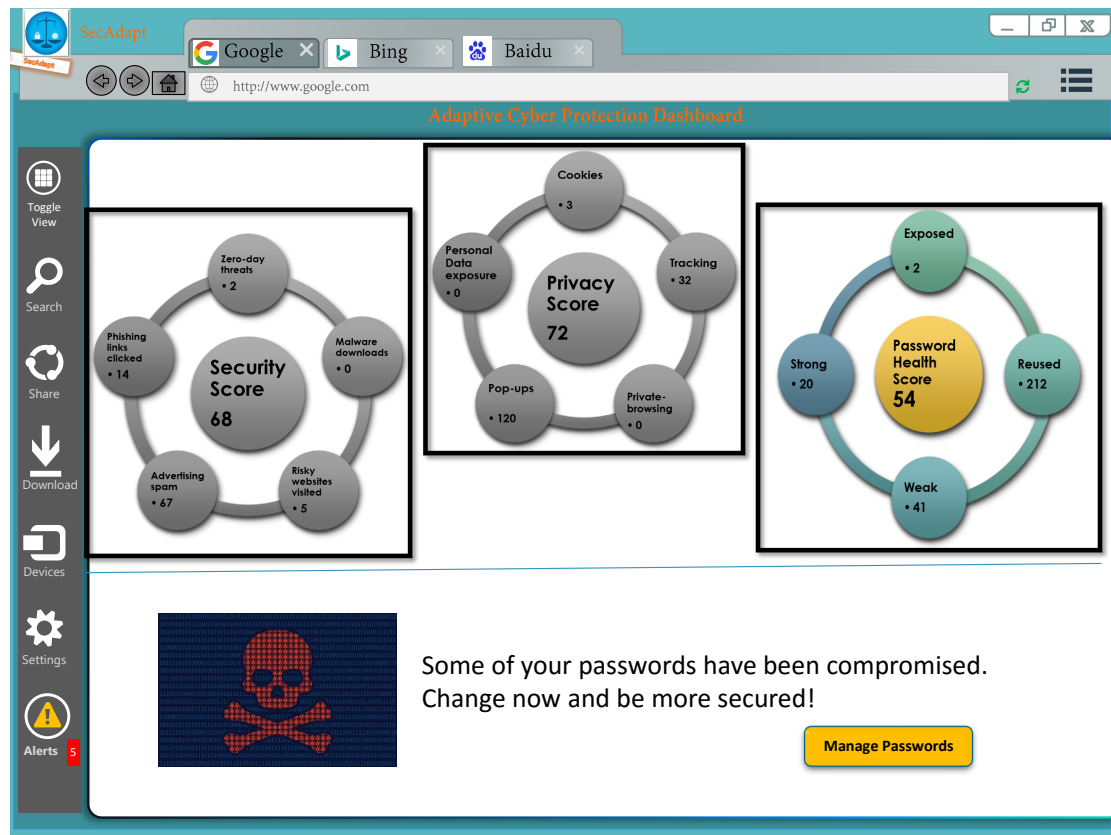 SecAdapt
SecAdapt
Google
Bing
Baidu
http://www.google.com
Adaptive Cyber Protection Dashboard
Toggle
View
Search
Share
Download
Devices
Settings
Alerts 5
Zero-day
threats
• 2
Malware
downloads
• 0
Risky
websites
visited
• 5
Advertising
spam
• 67
Phishing
links
clicked
• 14
Security
Score
68
Cookies
• 3
Tracking
• 32
Private-
browsing
• 0
Pop-ups
• 120
Personal
Data
exposure
• 0
Privacy
Score
72
Exposed
• 2
Reused
• 212
Weak
• 41
Strong
• 20
Password
Health
Score
54
Some of your passwords have been compromised.
Change now and be more secured!
Manage Passwords